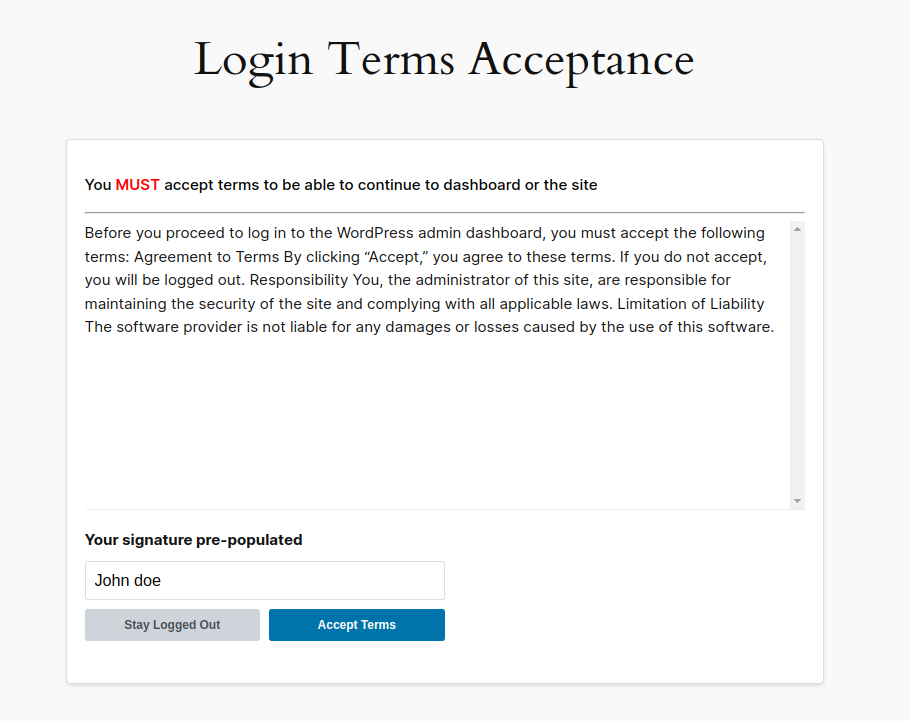 Login Terms Acceptance
You MUST accept terms to be able to continue to dashboard or the site
Before you proceed to log in to the WordPress admin dashboard, you must accept the following
terms: Agreement to Terms By clicking “Accept,” you agree to these terms. If you do not accept,
you will be logged out. Responsibility You, the administrator of this site, are responsible for
maintaining the security of the site and complying with all applicable laws. Limitation of Liability
The software provider is not liable for any damages or losses caused by the use of this software.
Your signature pre-populated
John doe
Stay Logged Out
Accept Terms